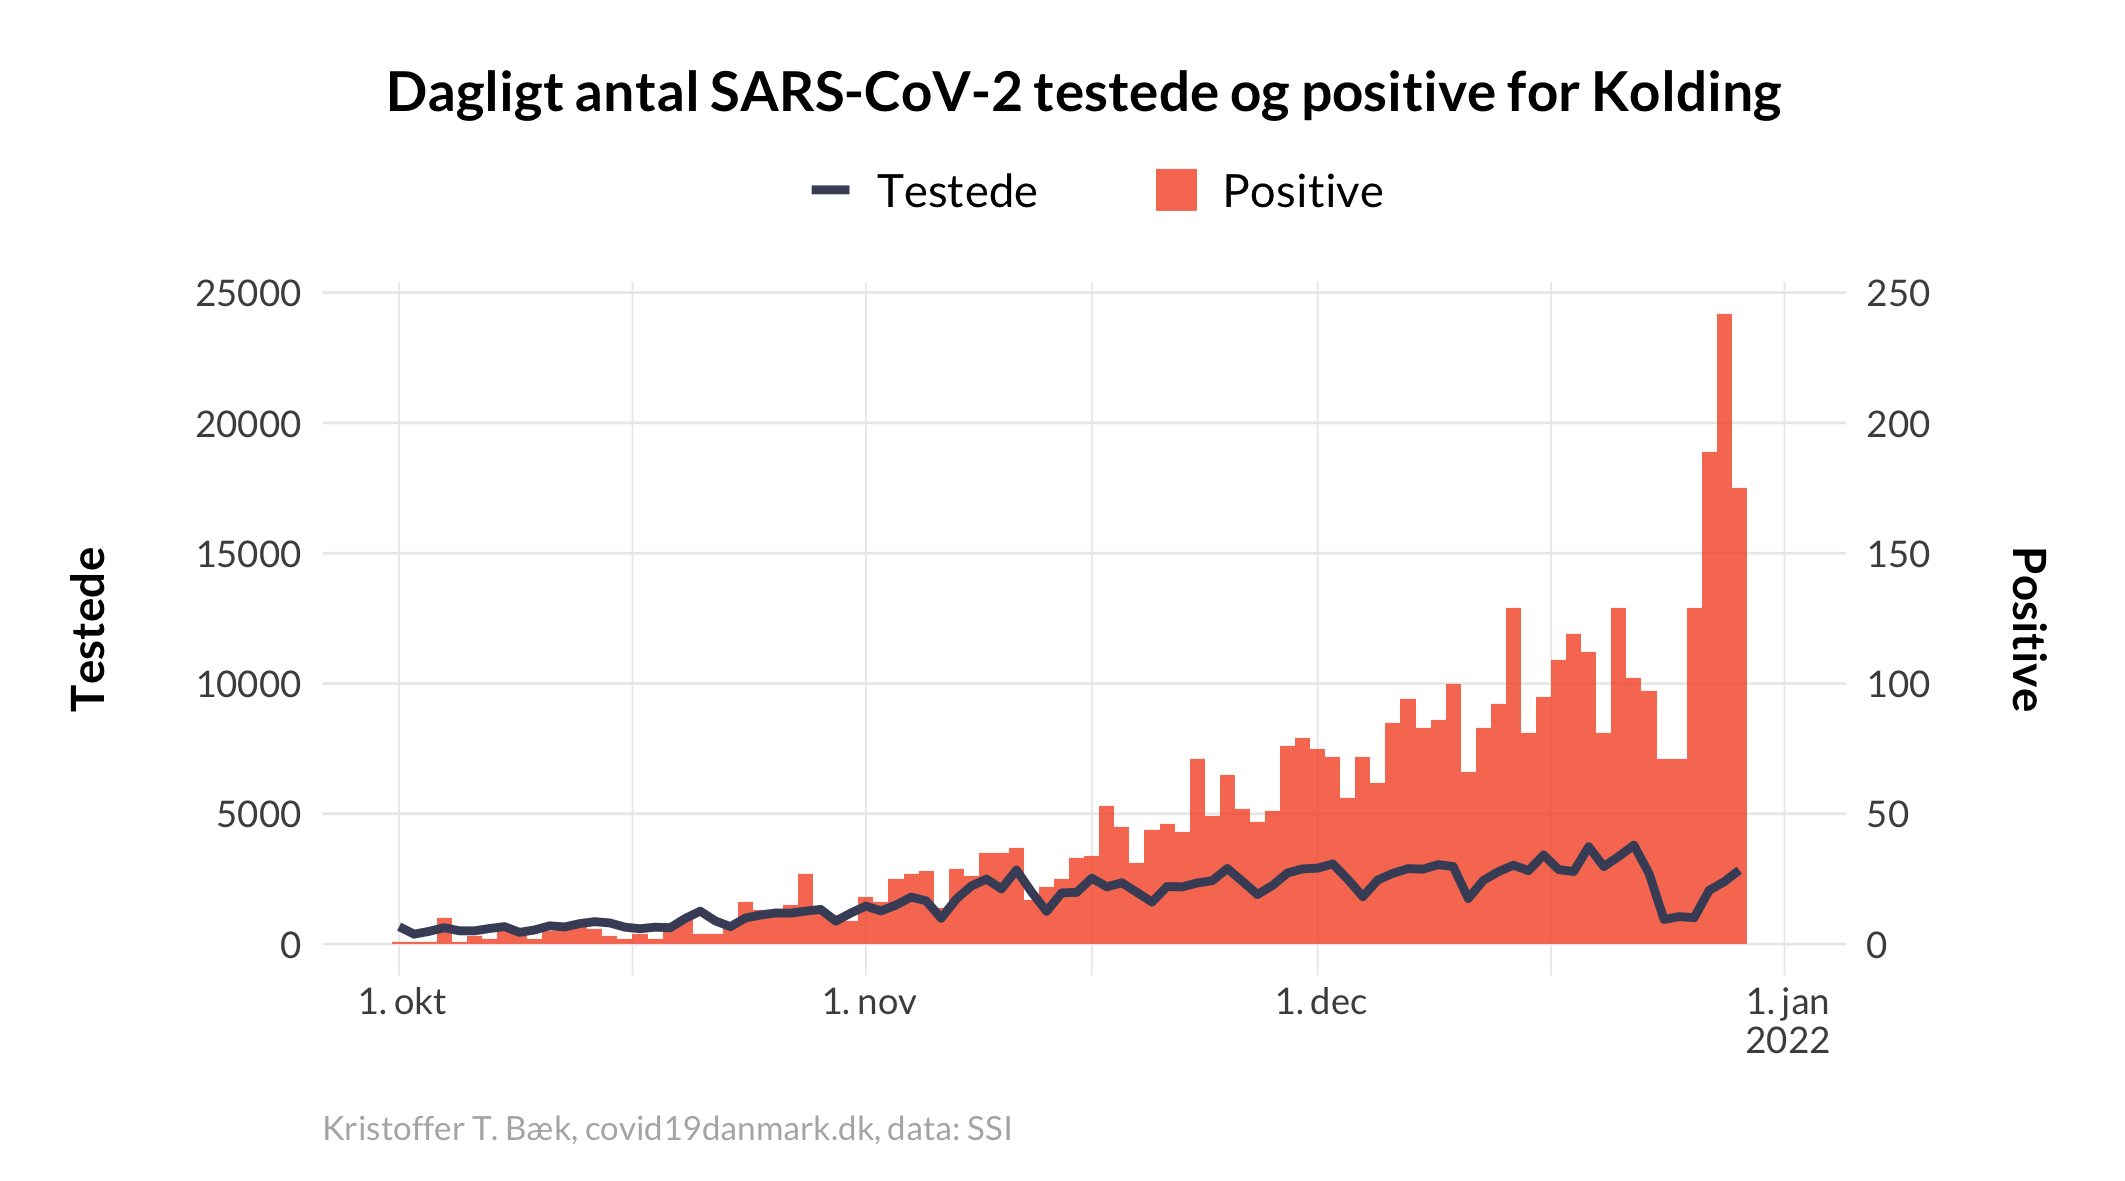 Dagligt antal SARS-CoV-2 testede og positive for Kolding
Testede
Positive
25000
20000
15000
10000
5000
0
Testede
250
200
150
100
50
0
Positive
1. okt
1. nov
1. dec
1. jan
2022
Kristoffer T. Bæk, covid19danmark.dk, data: SSI